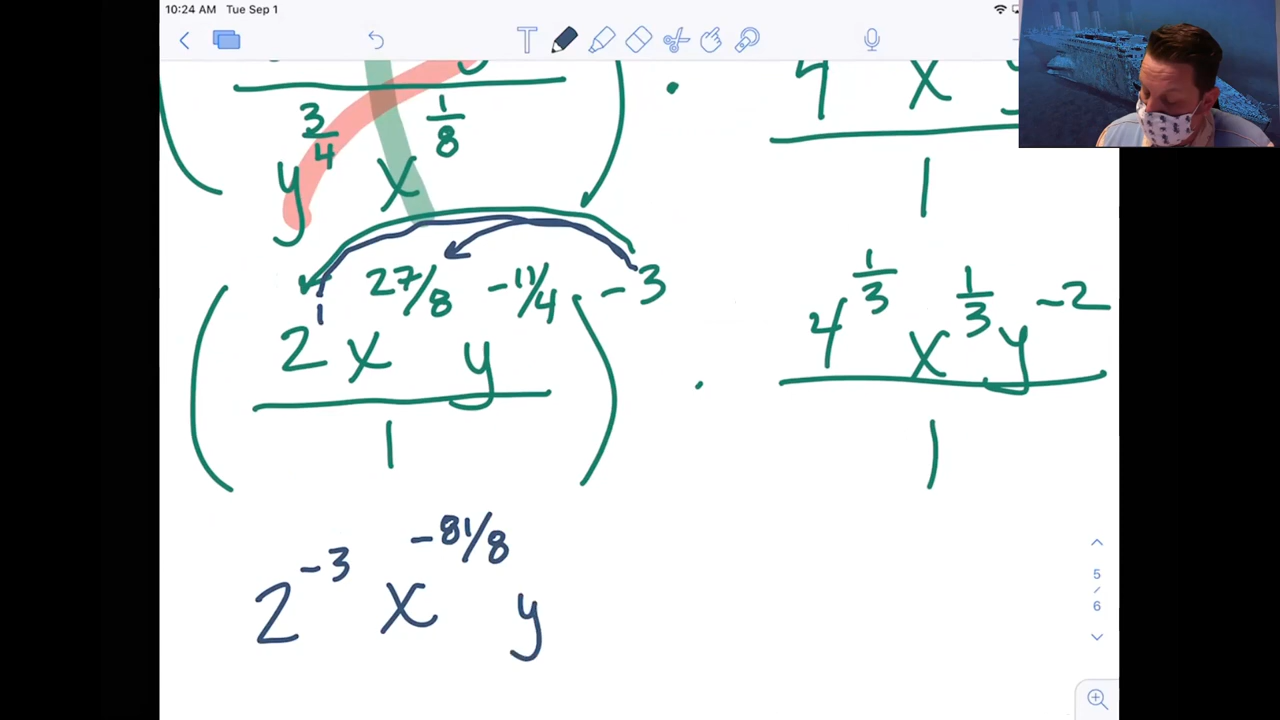 10:24 AM Tue Sep 1
T
4 x
y^(3/4) x^(1/8) 1
(2^1 x^(27/8) y^(-11/4) / 1)^(-3) · 4^(1/3) x^(1/3) y^(-2) / 1
2^(-3) x^(-81/8) y
5
/
6